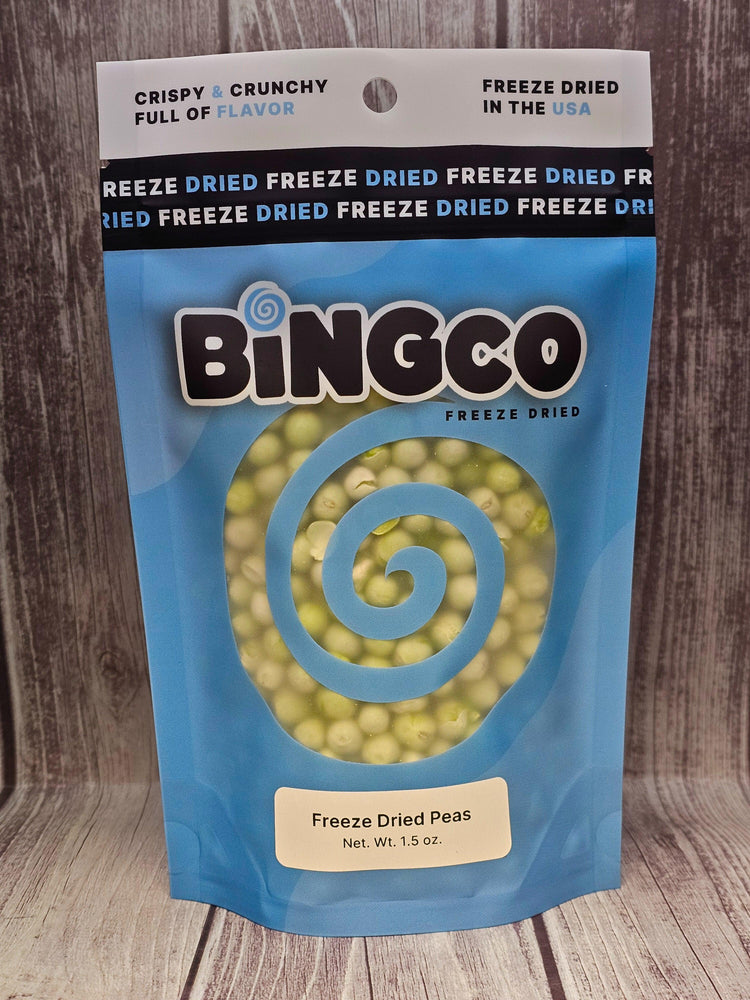 CRISPY & CRUNCHY
FULL OF FLAVOR
FREEZE DRIED
IN THE USA
REEZE DRIED FREEZE DRIED FREEZE DRIED FR
RIED FREEZE DRIED FREEZE DRIED FREEZE DRI
BiNGCO
FREEZE DRIED
Freeze Dried Peas
Net. Wt. 1.5 oz.